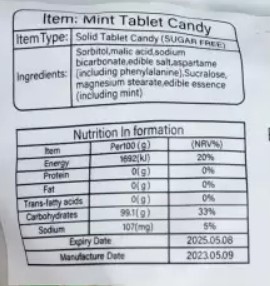 Item: Mint Tablet Candy
Item Type: Solid Tablet Candy (SUGAR FREE)
Ingredients: Sorbitol,malic acid,sodium
bicarbonate,edible salt,aspartame
(including phenylalanine),Sucralose,
magnesium stearate,edible essence
(including mint)
Nutrition In formation
Item Per100(g) (NRV%)
Energy 1692(kJ) 20%
Protein 0(g) 0%
Fat 0(g) 0%
Trans-fatty acids 0(g) 0%
Carbohydrates 99.1(g) 33%
Sodium 107(mg) 5%
Expiry Date 2025.05.08
Manufacture Date 2023.05.09